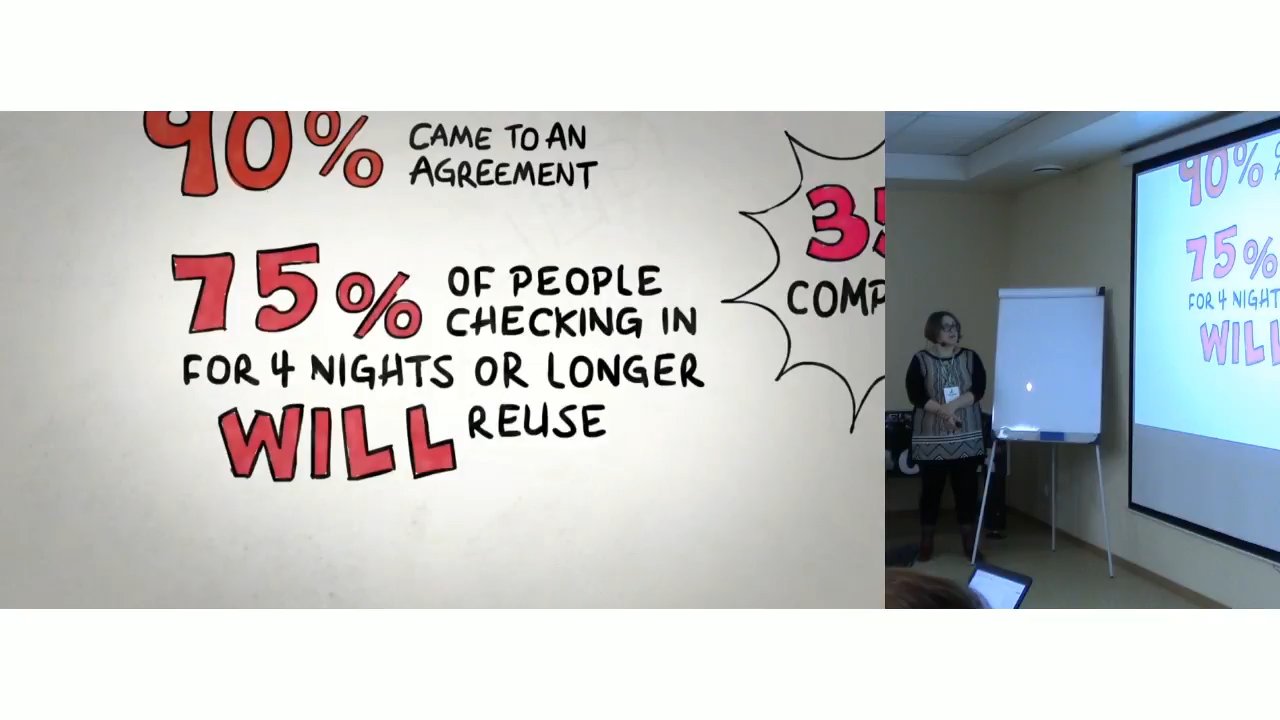 90% CAME TO AN
AGREEMENT
75% OF PEOPLE
CHECKING IN
FOR 4 NIGHTS OR LONGER
WILL REUSE
COMP
90%
75%
FOR 4 NIGHT
WILL